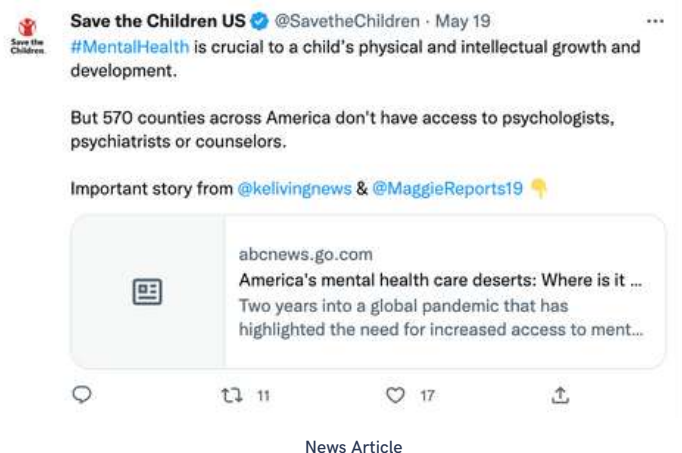 Save the Children US @SavetheChildren · May 19
Save the
Children.
#MentalHealth is crucial to a child's physical and intellectual growth and
development.
But 570 counties across America don't have access to psychologists,
psychiatrists or counselors.
Important story from @kelivingnews & @MaggieReports19 👇
abcnews.go.com
America's mental health care deserts: Where is it ...
Two years into a global pandemic that has
highlighted the need for increased access to ment...
11 17
News Article